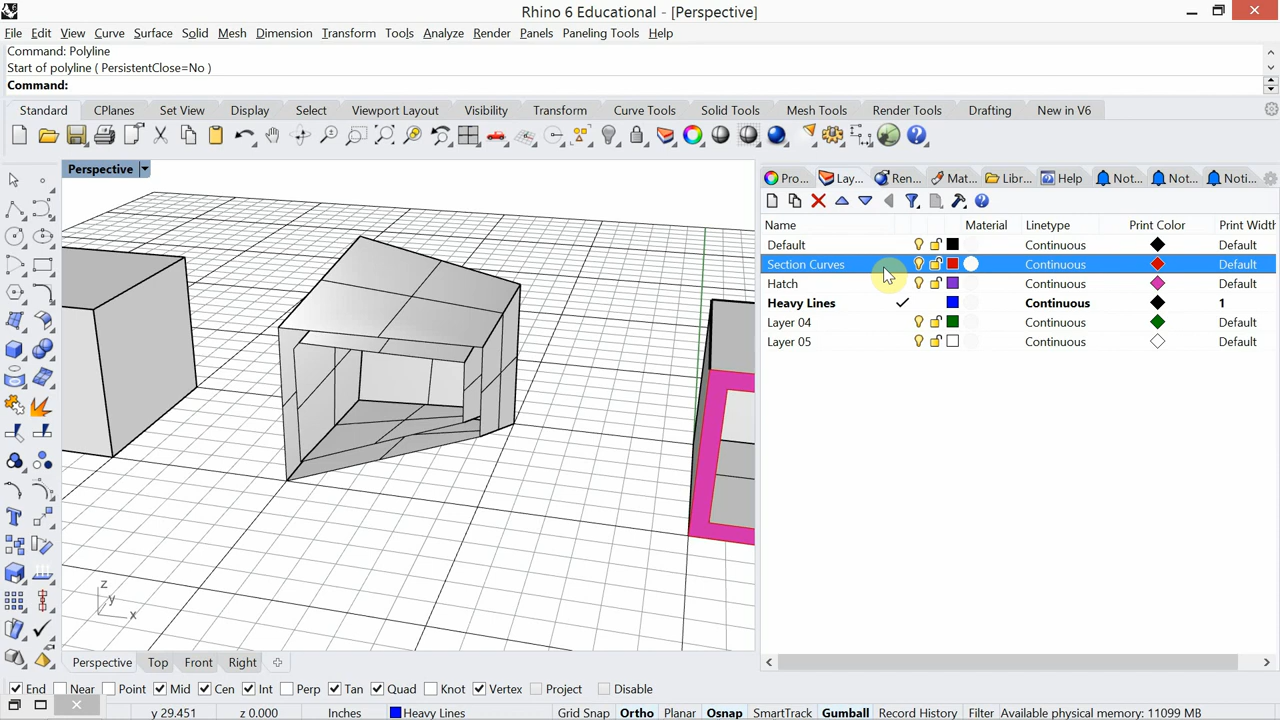 Rhino 6 Educational - [Perspective]
File Edit View Curve Surface Solid Mesh Dimension Transform Tools Analyze Render Panels Paneling Tools Help
Command: Polyline
Start of polyline ( PersistentClose=No )
Command:
Standard CPlanes Set View Display Select Viewport Layout Visibility Transform Curve Tools Solid Tools Mesh Tools Render Tools Drafting New in V6
Perspective
Pro... Lay... Ren... Mat... Libr... Help Not... Not... Noti...
Name Material Linetype Print Color Print Width
Default Continuous Default
Section Curves Continuous Default
Hatch Continuous Default
Heavy Lines Continuous 1
Layer 04 Continuous Default
Layer 05 Continuous Default
z
y
x
Perspective Top Front Right
End Near Point Mid Cen Int Perp Tan Quad Knot Vertex Project Disable
y 29.451 z 0.000 Inches Heavy Lines Grid Snap Ortho Planar Osnap SmartTrack Gumball Record History Filter Available physical memory: 11099 MB